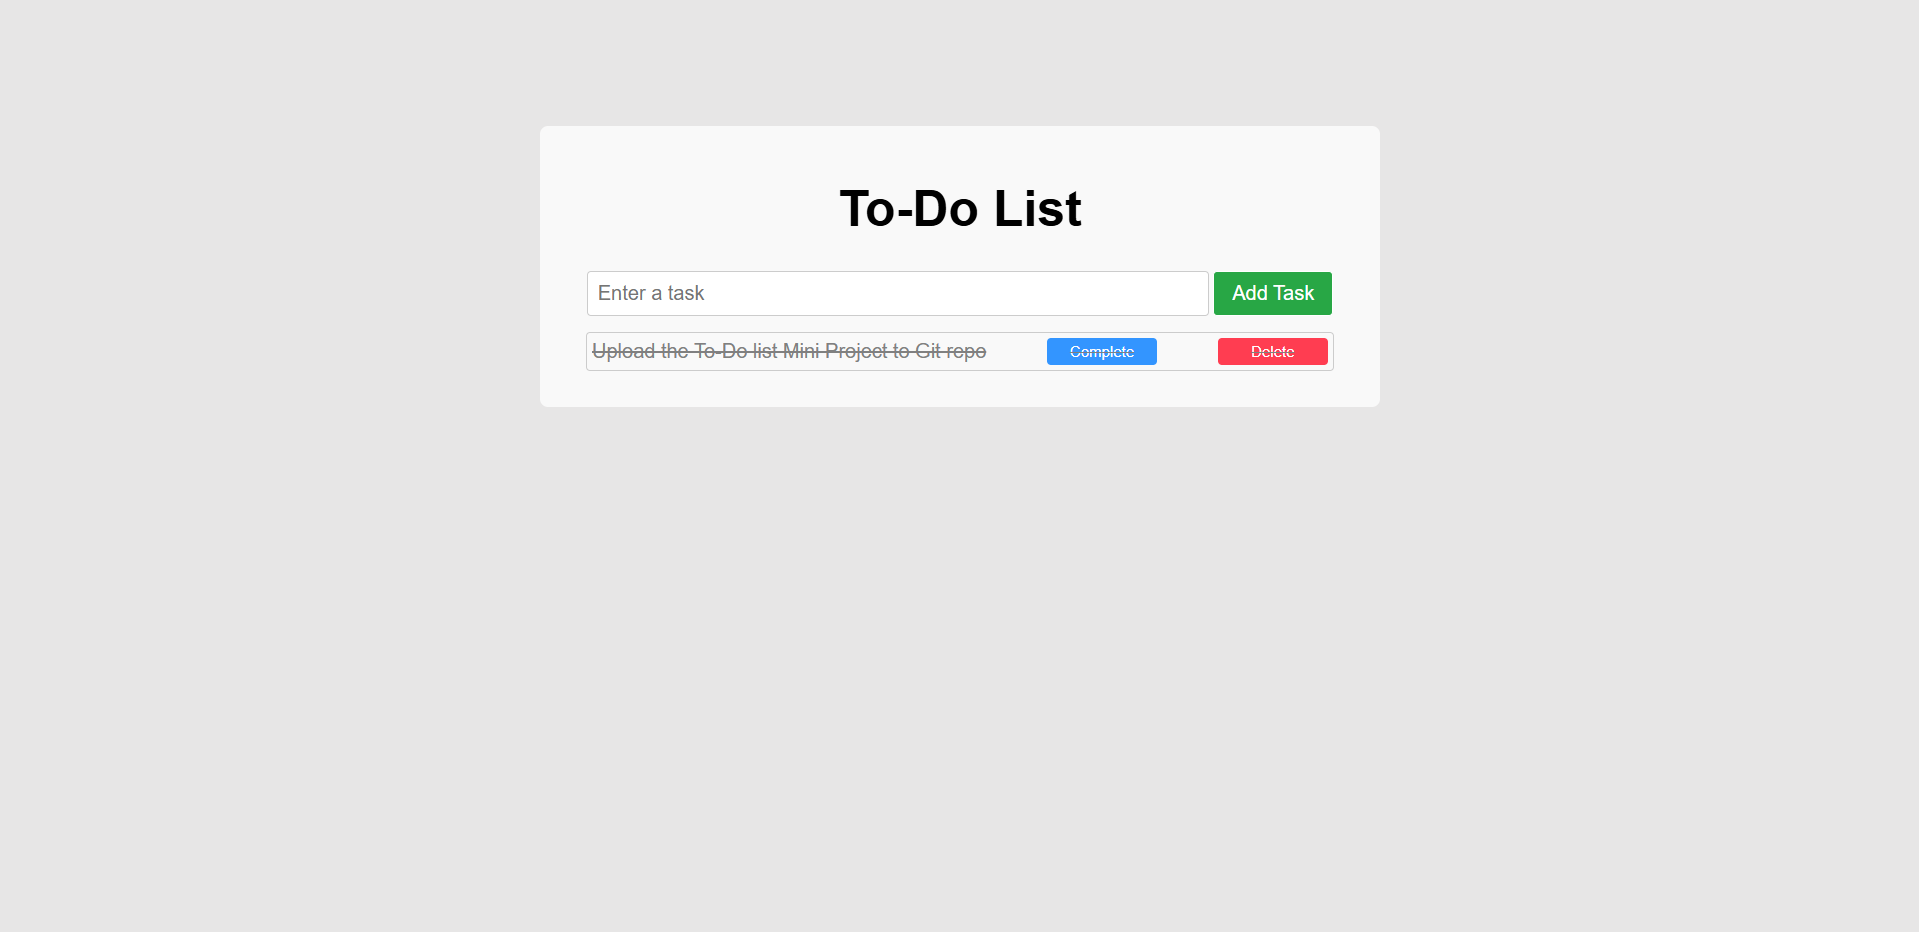 To-Do List
Enter a task
Add Task
Upload the To-Do list Mini Project to Git repo
Complete
Delete